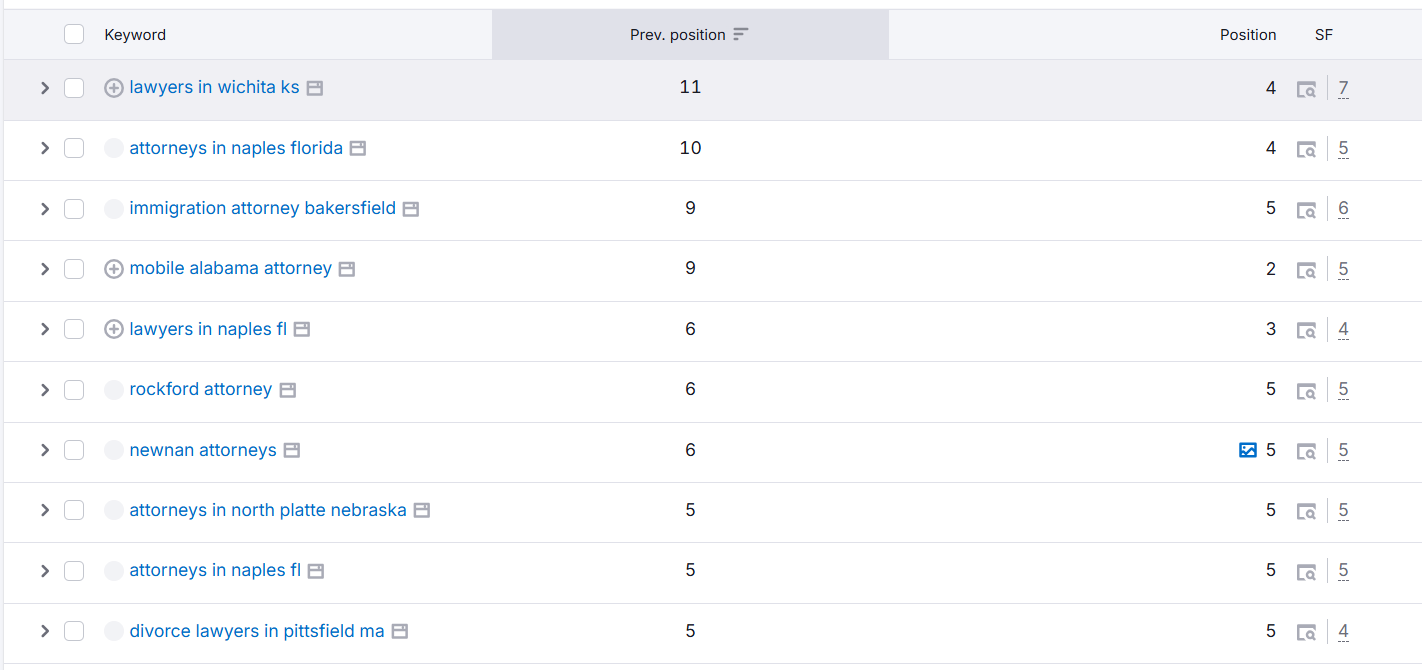 Keyword Prev. position Position SF
lawyers in wichita ks 11 4 7
attorneys in naples florida 10 4 5
immigration attorney bakersfield 9 5 6
mobile alabama attorney 9 2 5
lawyers in naples fl 6 3 4
rockford attorney 6 5 5
newnan attorneys 6 5 5
attorneys in north platte nebraska 5 5 5
attorneys in naples fl 5 5 5
divorce lawyers in pittsfield ma 5 5 4